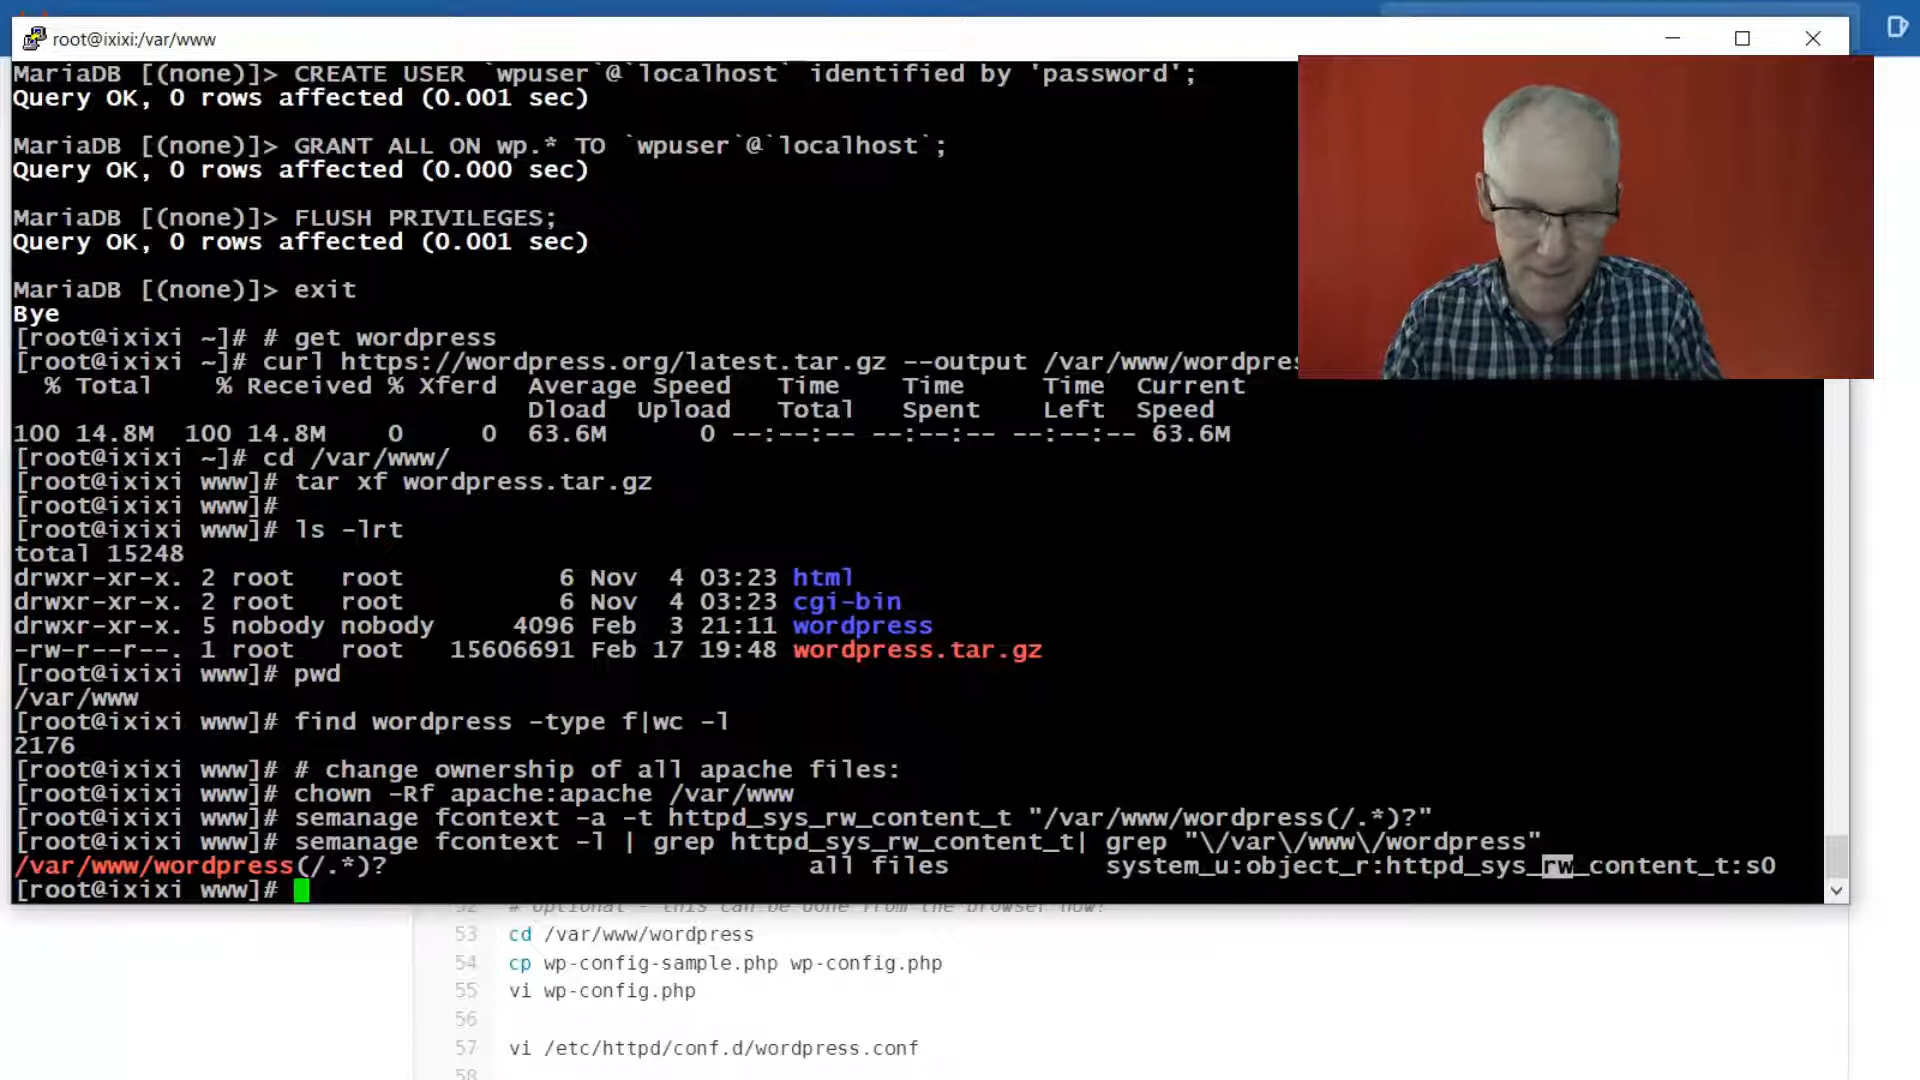 root@ixixi:/var/www
MariaDB [(none)]> CREATE USER `wpuser`@`localhost` identified by 'password';
Query OK, 0 rows affected (0.001 sec)
MariaDB [(none)]> GRANT ALL ON wp.* TO `wpuser`@`localhost`;
Query OK, 0 rows affected (0.000 sec)
MariaDB [(none)]> FLUSH PRIVILEGES;
Query OK, 0 rows affected (0.001 sec)
MariaDB [(none)]> exit
Bye
[root@ixixi ~]# # get wordpress
[root@ixixi ~]# curl https://wordpress.org/latest.tar.gz --output /var/www/wordpres
% Total % Received % Xferd Average Speed Time Time Time Current
Dload Upload Total Spent Left Speed
100 14.8M 100 14.8M 0 0 63.6M 0 --:--:-- --:--:-- --:--:-- 63.6M
[root@ixixi ~]# cd /var/www/
[root@ixixi www]# tar xf wordpress.tar.gz
[root@ixixi www]#
[root@ixixi www]# ls -lrt
total 15248
drwxr-xr-x. 2 root root 6 Nov 4 03:23 html
drwxr-xr-x. 2 root root 6 Nov 4 03:23 cgi-bin
drwxr-xr-x. 5 nobody nobody 4096 Feb 3 21:11 wordpress
-rw-r--r--. 1 root root 15606691 Feb 17 19:48 wordpress.tar.gz
[root@ixixi www]# pwd
/var/www
[root@ixixi www]# find wordpress -type f|wc -l
2176
[root@ixixi www]# # change ownership of all apache files:
[root@ixixi www]# chown -Rf apache:apache /var/www
[root@ixixi www]# semanage fcontext -a -t httpd_sys_rw_content_t "/var/www/wordpress(/.*)?"
[root@ixixi www]# semanage fcontext -l | grep httpd_sys_rw_content_t| grep "\/var\/www\/wordpress"
/var/www/wordpress(/.*)? all files system_u:object_r:httpd_sys_rw_content_t:s0
[root@ixixi www]#
52 # Optional - this can be done from the browser now!
53 cd /var/www/wordpress
54 cp wp-config-sample.php wp-config.php
55 vi wp-config.php
56
57 vi /etc/httpd/conf.d/wordpress.conf
58